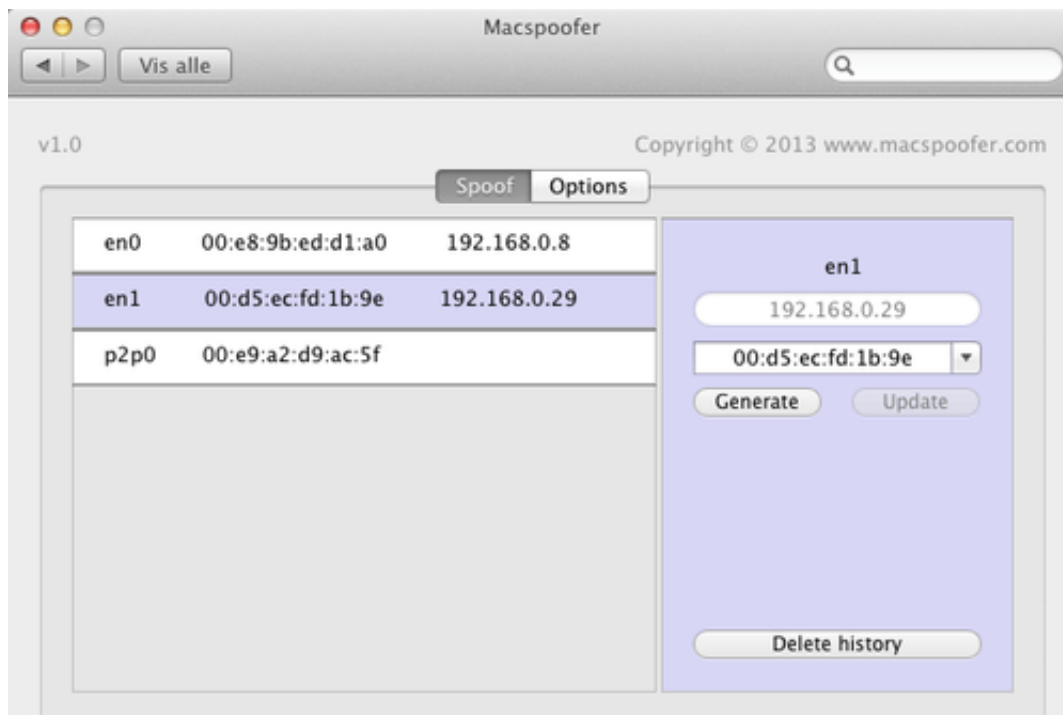 Macspoofer
Vis alle
v1.0
Copyright © 2013 www.macspoofer.com
Spoof Options
en0 00:e8:9b:ed:d1:a0 192.168.0.8
en1 00:d5:ec:fd:1b:9e 192.168.0.29
p2p0 00:e9:a2:d9:ac:5f
en1
192.168.0.29
00:d5:ec:fd:1b:9e
Generate Update
Delete history